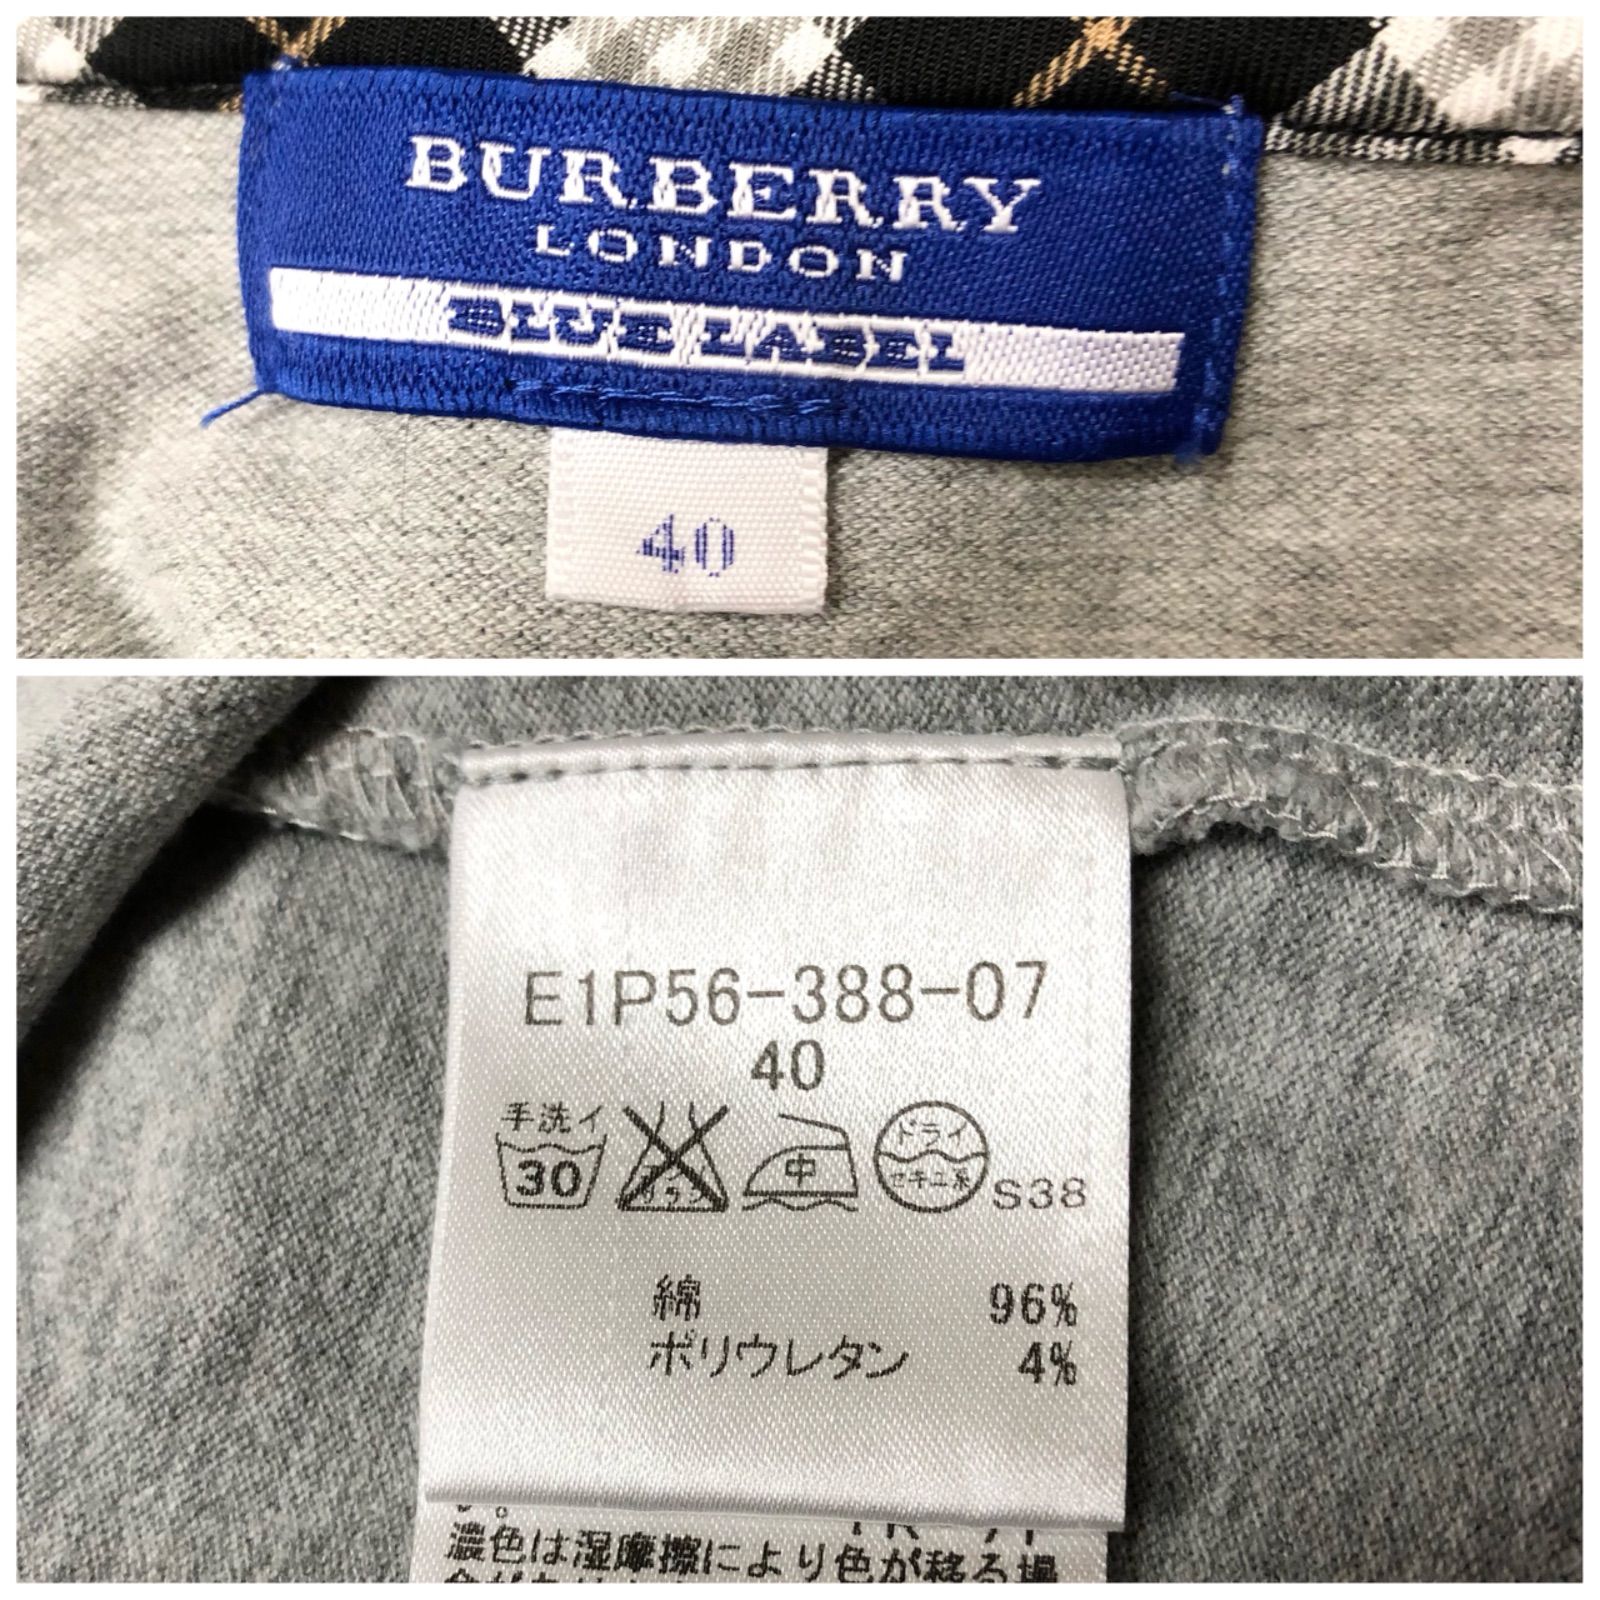 BURBERRY
LONDON
BLUE LABEL
40
E1P56-388-07
40
手洗イ
30
中
ドライ
セキユ系
S38
綿 96%
ポリウレタン 4%
濃色は湿摩擦により色が移る場